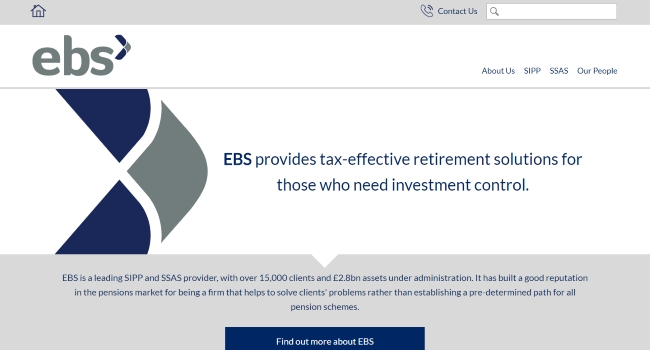 Contact Us
ebs
About Us SIPP SSAS Our People
EBS provides tax-effective retirement solutions for
those who need investment control.
EBS is a leading SIPP and SSAS provider, with over 15,000 clients and £2.8bn assets under administration. It has built a good reputation
in the pensions market for being a firm that helps to solve clients' problems rather than establishing a pre-determined path for all
pension schemes.
Find out more about EBS